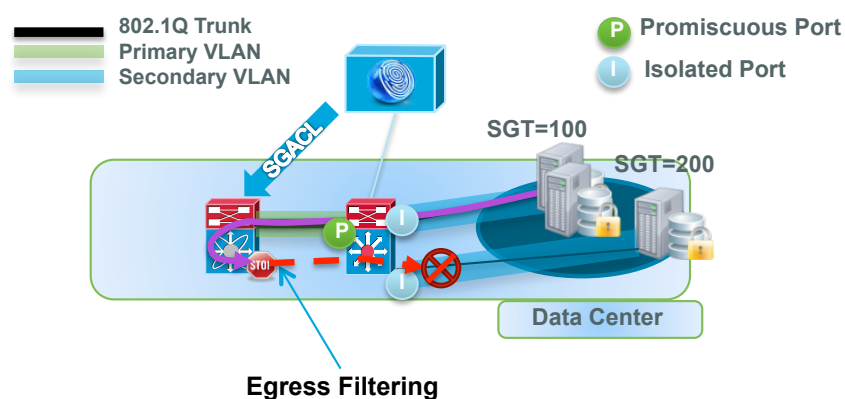 802.1Q Trunk
Primary VLAN
Secondary VLAN
P Promiscuous Port
I Isolated Port
SGACL
SGT=100
SGT=200
I
P
STOP
I
Data Center
Egress Filtering